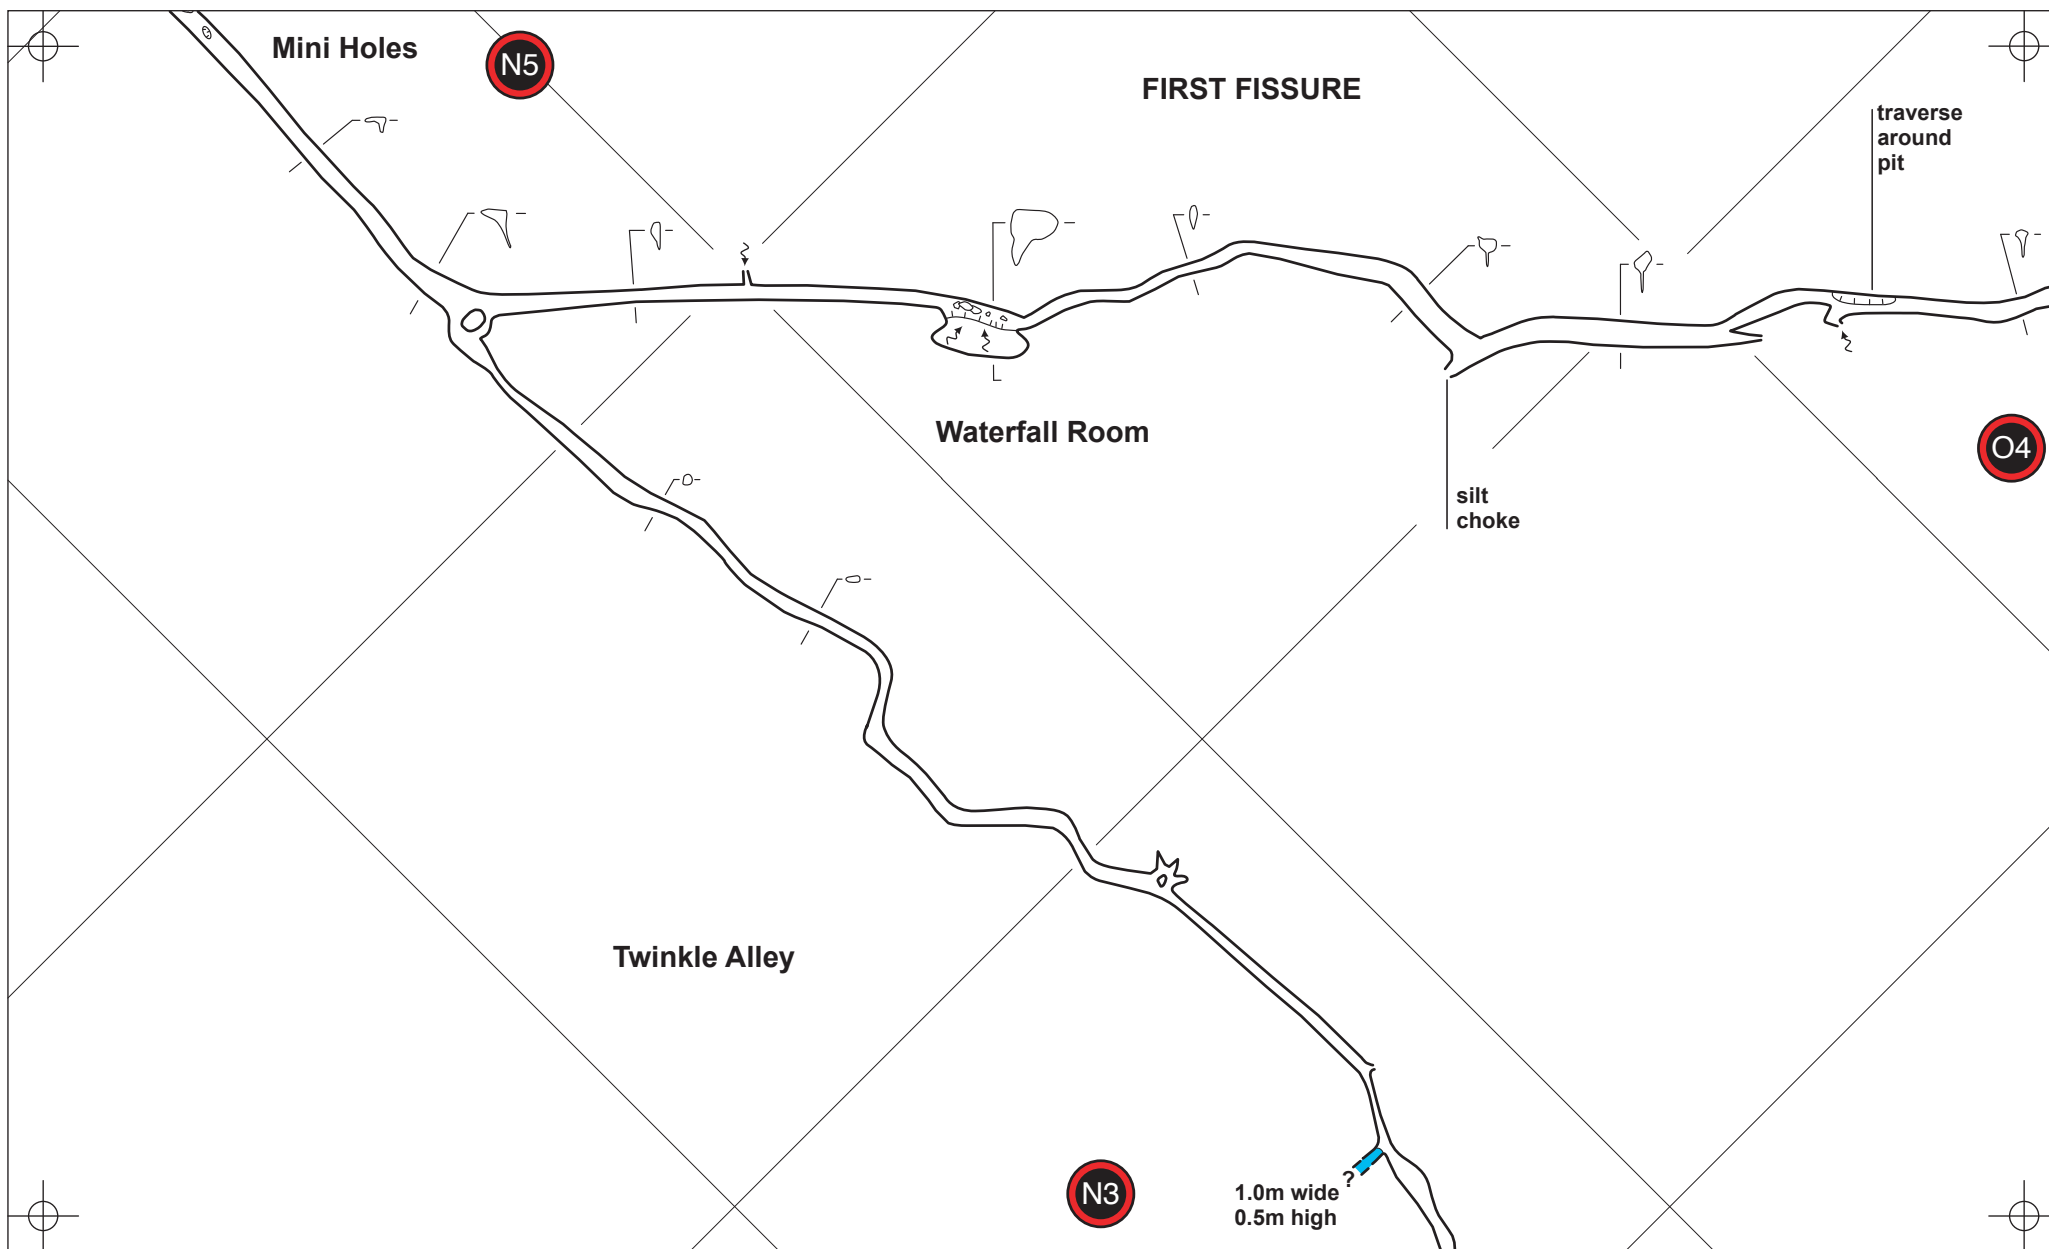 Mini Holes
N5
FIRST FISSURE
traverse
around
pit
Waterfall Room
O4
silt
choke
Twinkle Alley
N3
?
1.0m wide
0.5m high